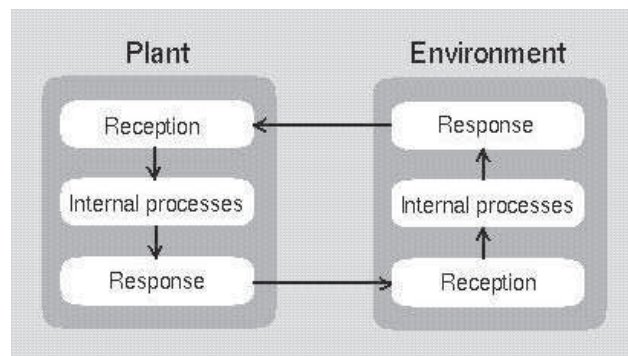 Plant
Environment
Reception
Response
Internal processes
Internal processes
Response
Reception